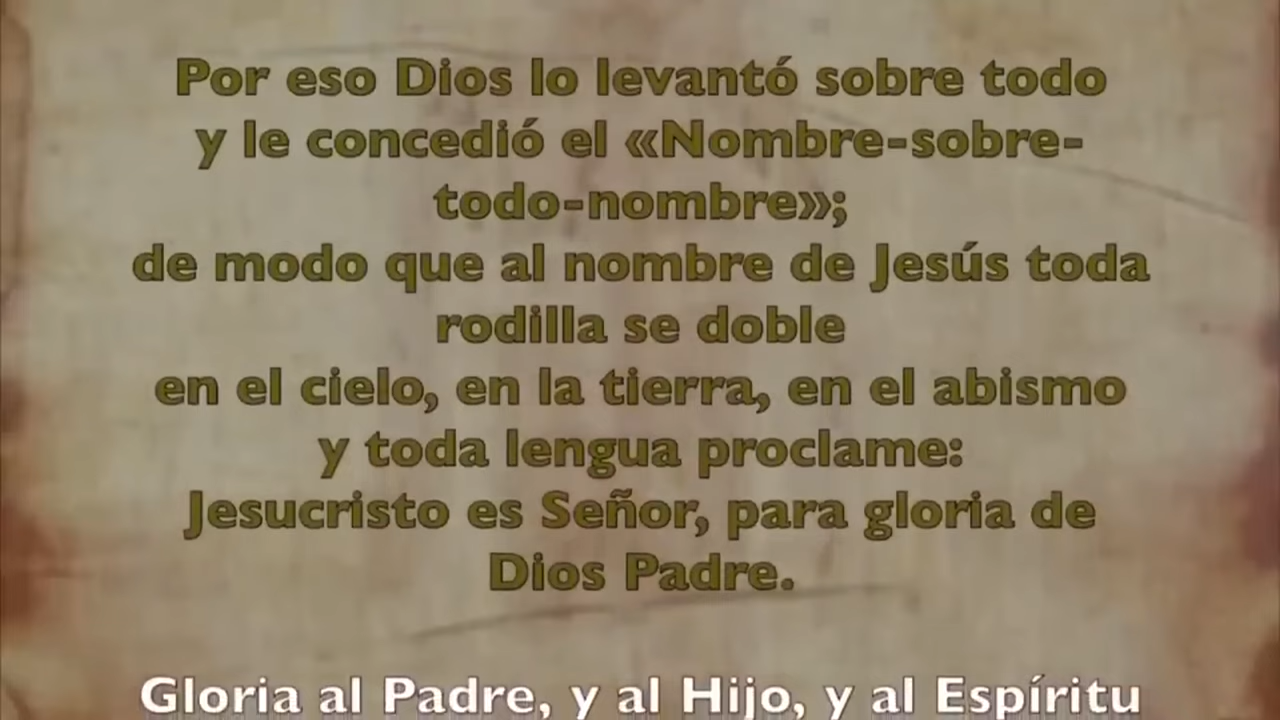 Por eso Dios lo levantó sobre todo
y le concedió el «Nombre-sobre-
todo-nombre»;
de modo que al nombre de Jesús toda
rodilla se doble
en el cielo, en la tierra, en el abismo
y toda lengua proclame:
Jesucristo es Señor, para gloria de
Dios Padre.
Gloria al Padre, y al Hijo, y al Espíritu